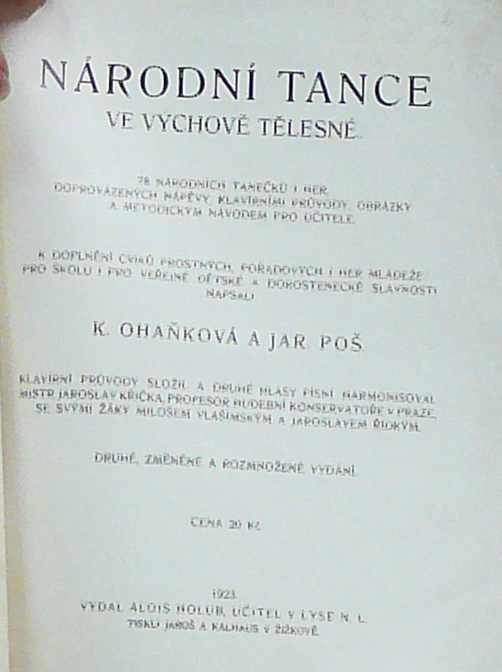 NÁRODNÍ TANCE
VE VÝCHOVĚ TĚLESNÉ.
78 NÁRODNÍCH TANEČKŮ I HER,
DOPROVÁZENÝCH NÁPĚVY, KLAVÍRNÍMI PRŮVODY, OBRÁZKY
A METODICKÝM NÁVODEM PRO UČITELE.
K DOPLNĚNÍ CVIKŮ PROSTNÝCH, POŘADOVÝCH I HER MLÁDEŽE
PRO ŠKOLU I PRO VEŘEJNÉ DĚTSKÉ A DOROSTENECKÉ SLAVNOSTI
NAPSALI
K. OHAŇKOVÁ A JAR. POŠ.
KLAVÍRNÍ PRŮVODY SLOŽIL A DRUHÉ HLASY PÍSNÍ HARMONISOVAL
MISTR JAROSLAV KŘIČKA, PROFESOR HUDEBNÍ KONSERVATOŘE V PRAZE,
SE SVÝMI ŽÁKY MILOŠEM VLAŠIMSKÝM A JAROSLAVEM ŘÍDKÝM.
DRUHÉ, ZMĚNĚNÉ A ROZMNOŽENÉ VYDÁNÍ.
CENA 20 Kč
1923.
VYDAL ALOIS HOLUB, UČITEL V LYSÉ N. L.
TISKLI JAROŠ A KALHAUS V ŽIŽKOVĚ.